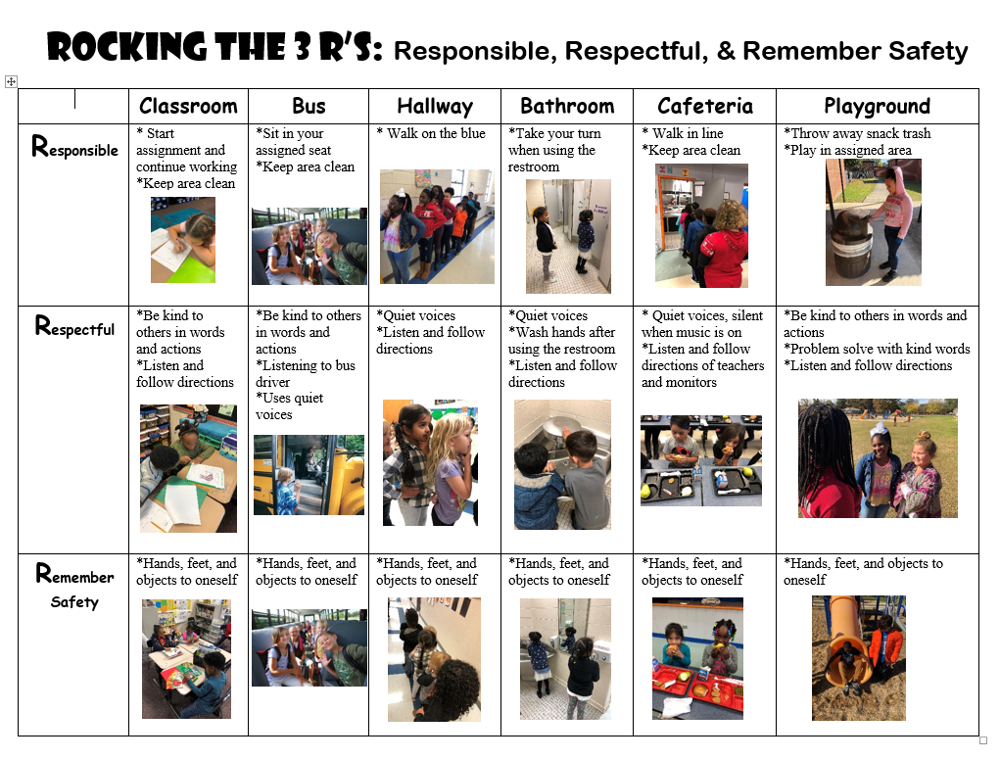 ROCKING THE 3 R'S: Responsible, Respectful, & Remember Safety
Classroom Bus Hallway Bathroom Cafeteria Playground
Responsible
* Start
assignment and
continue working
*Keep area clean
*Sit in your
assigned seat
*Keep area clean
* Walk on the blue
*Take your turn
when using the
restroom
* Walk in line
*Keep area clean
*Throw away snack trash
*Play in assigned area
Respectful
*Be kind to
others in words
and actions
*Listen and
follow directions
*Be kind to others
in words and
actions
*Listening to bus
driver
*Uses quiet
voices
*Quiet voices
*Listen and follow
directions
*Quiet voices
*Wash hands after
using the restroom
*Listen and follow
directions
* Quiet voices, silent
when music is on
*Listen and follow
directions of teachers
and monitors
*Be kind to others in words and
actions
*Problem solve with kind words
*Listen and follow directions
Remember
Safety
*Hands, feet, and
objects to oneself
*Hands, feet, and
objects to oneself
*Hands, feet, and
objects to oneself
*Hands, feet, and
objects to oneself
*Hands, feet, and
objects to oneself
*Hands, feet, and objects to
oneself